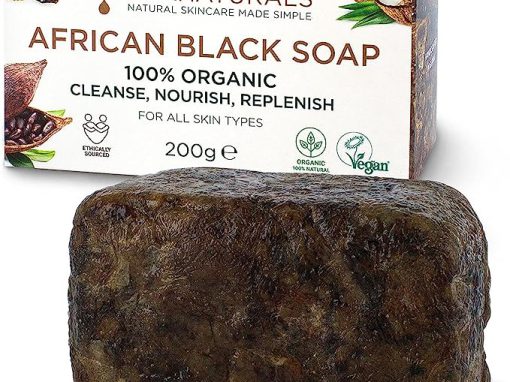 NATURALS
NATURAL SKINCARE MADE SIMPLE
AFRICAN BLACK SOAP
100% ORGANIC
CLEANSE, NOURISH, REPLENISH
FOR ALL SKIN TYPES
ETHICALLY
SOURCED
200g ℮
ORGANIC
100% NATURAL
Vegan